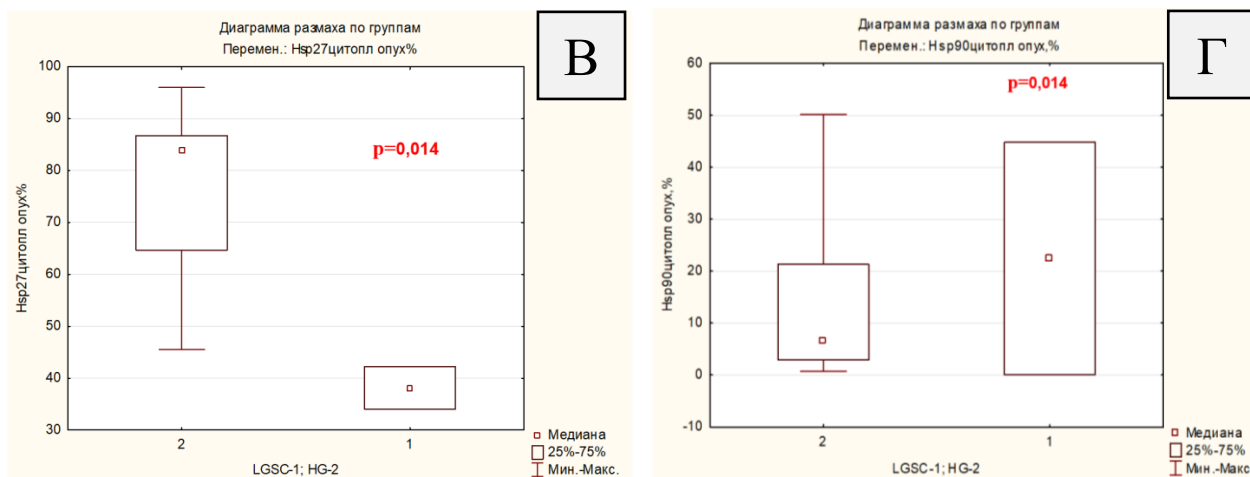 Диаграмма размаха по группам
Перемен.: Hsp27цитопл опух%
В
100
90
80
70
60
50
40
30
Hsp27цитопл опух%
p=0,014
2
1
LGSC-1; HG-2
Медиана
25%-75%
Мин.-Макс.
Диаграмма размаха по группам
Перемен.: Hsp90цитопл опух,%
Г
60
50
40
30
20
10
0
-10
Hsp90цитопл опух,%
p=0,014
2
1
LGSC-1; HG-2
Медиана
25%-75%
Мин.-Макс.